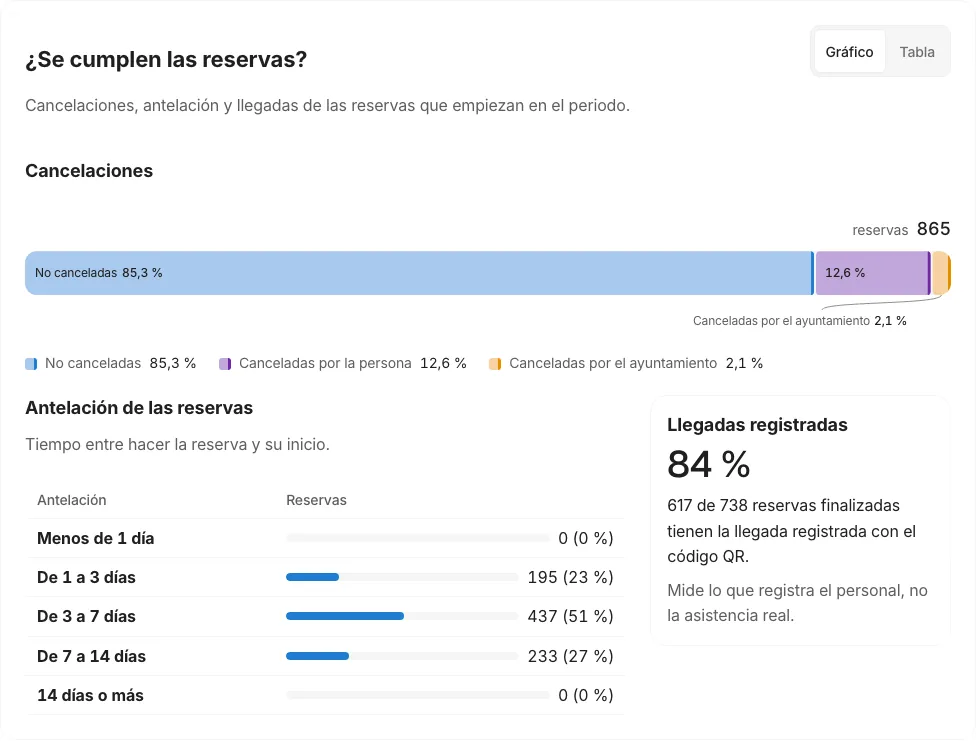 ¿Se cumplen las reservas?
Gráfico Tabla
Cancelaciones, antelación y llegadas de las reservas que empiezan en el periodo.
Cancelaciones
reservas 865
No canceladas 85,3 %
12,6 %
Canceladas por el ayuntamiento 2,1 %
No canceladas 85,3 % Canceladas por la persona 12,6 % Canceladas por el ayuntamiento 2,1 %
Antelación de las reservas
Tiempo entre hacer la reserva y su inicio.
Antelación Reservas
Menos de 1 día 0 (0 %)
De 1 a 3 días 195 (23 %)
De 3 a 7 días 437 (51 %)
De 7 a 14 días 233 (27 %)
14 días o más 0 (0 %)
Llegadas registradas
84 %
617 de 738 reservas finalizadas
tienen la llegada registrada con el
código QR.
Mide lo que registra el personal, no
la asistencia real.